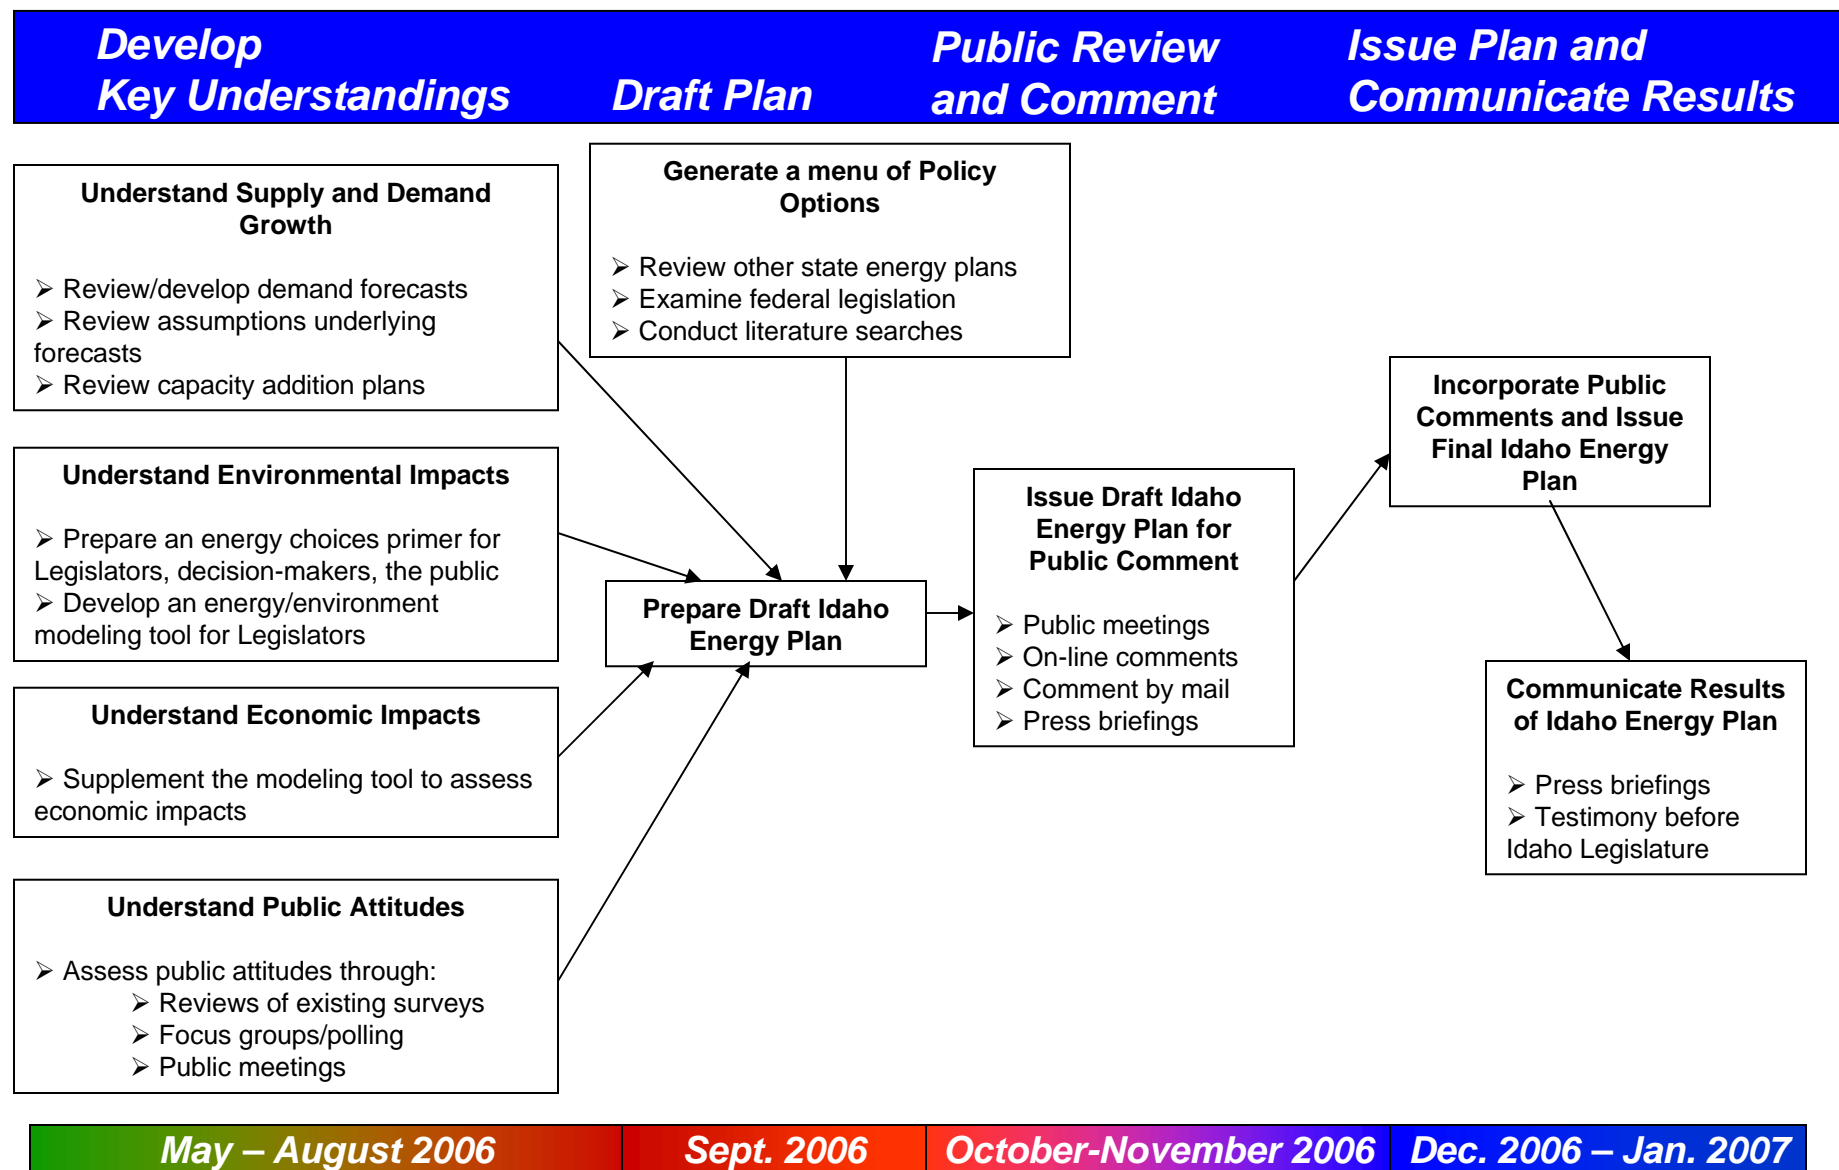 Develop
Key Understandings
Draft Plan
Public Review
and Comment
Issue Plan and
Communicate Results
Understand Supply and Demand
Growth
➢ Review/develop demand forecasts
➢ Review assumptions underlying
forecasts
➢ Review capacity addition plans
Understand Environmental Impacts
➢ Prepare an energy choices primer for
Legislators, decision-makers, the public
➢ Develop an energy/environment
modeling tool for Legislators
Understand Economic Impacts
➢ Supplement the modeling tool to assess
economic impacts
Understand Public Attitudes
➢ Assess public attitudes through:
➢ Reviews of existing surveys
➢ Focus groups/polling
➢ Public meetings
Generate a menu of Policy
Options
➢ Review other state energy plans
➢ Examine federal legislation
➢ Conduct literature searches
Prepare Draft Idaho
Energy Plan
Issue Draft Idaho
Energy Plan for
Public Comment
➢ Public meetings
➢ On-line comments
➢ Comment by mail
➢ Press briefings
Incorporate Public
Comments and Issue
Final Idaho Energy
Plan
Communicate Results
of Idaho Energy Plan
➢ Press briefings
➢ Testimony before
Idaho Legislature
May – August 2006
Sept. 2006
October-November 2006
Dec. 2006 – Jan. 2007